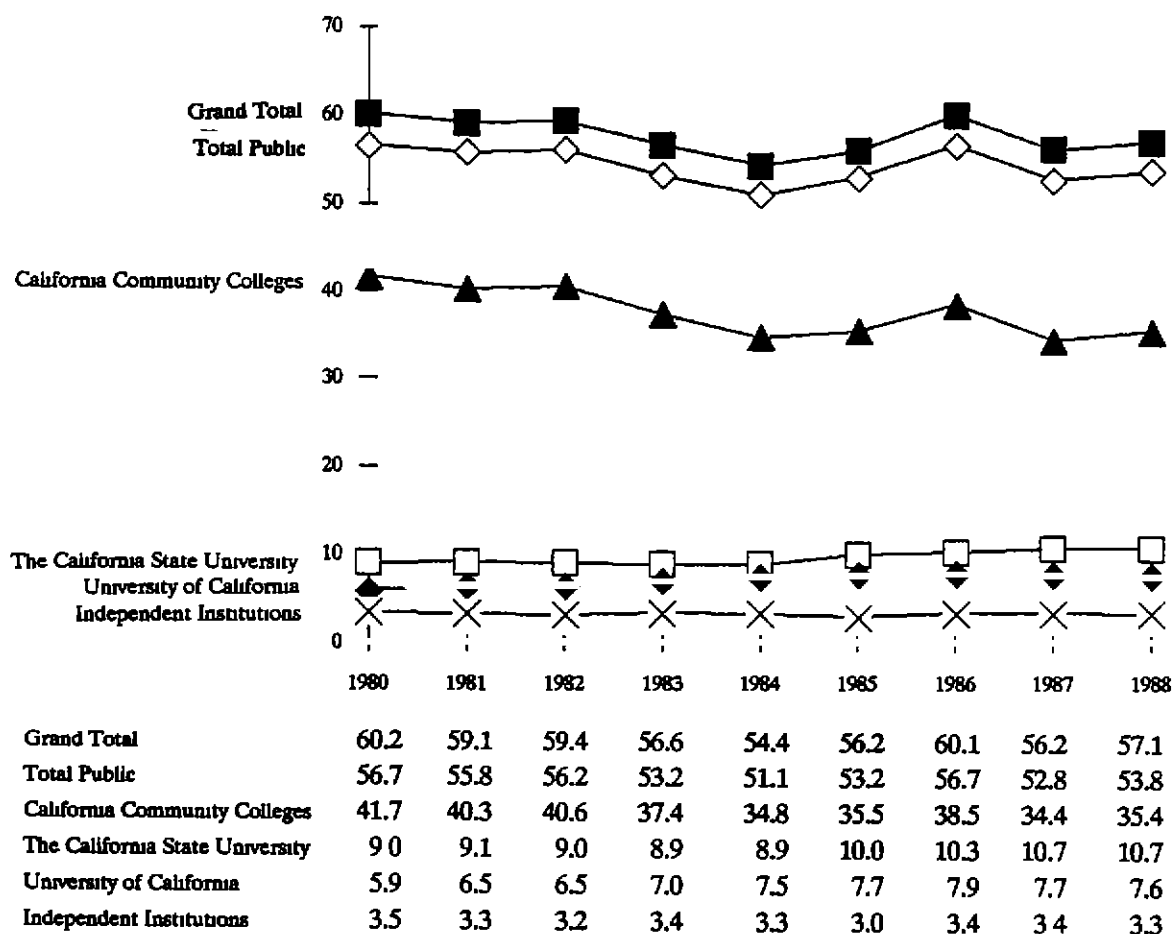 70
Grand Total 60
Total Public
50
California Community Colleges 40
30
20
The California State University 10
University of California
Independent Institutions
0
1980 1981 1982 1983 1984 1985 1986 1987 1988
Grand Total 60.2 59.1 59.4 56.6 54.4 56.2 60.1 56.2 57.1
Total Public 56.7 55.8 56.2 53.2 51.1 53.2 56.7 52.8 53.8
California Community Colleges 41.7 40.3 40.6 37.4 34.8 35.5 38.5 34.4 35.4
The California State University 9 0 9.1 9.0 8.9 8.9 10.0 10.3 10.7 10.7
University of California 5.9 6.5 6.5 7.0 7.5 7.7 7.9 7.7 7.6
Independent Institutions 3.5 3.3 3.2 3.4 3.3 3.0 3.4 3 4 3.3